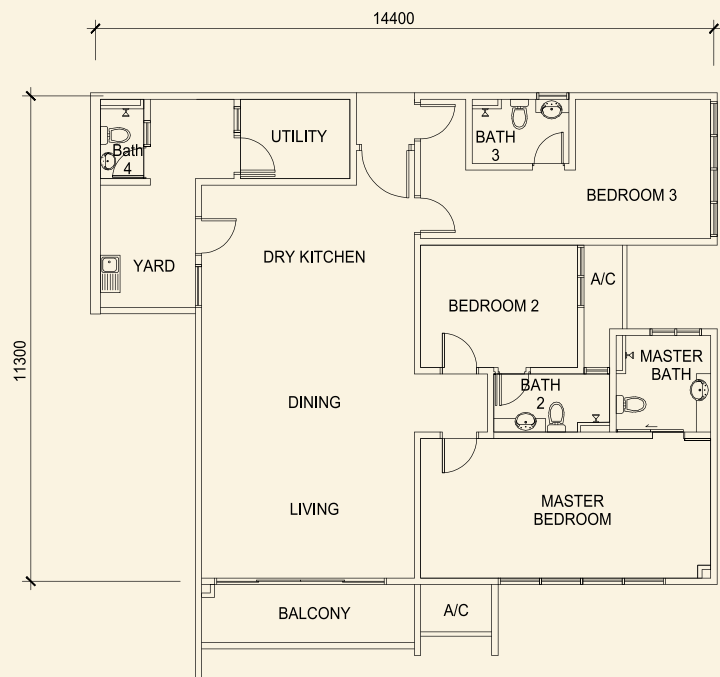 14400
UTILITY
BATH
3
Bath
4
BEDROOM 3
YARD
DRY KITCHEN
A/C
BEDROOM 2
11300
MASTER
BATH
BATH
2
DINING
LIVING
MASTER
BEDROOM
BALCONY
A/C